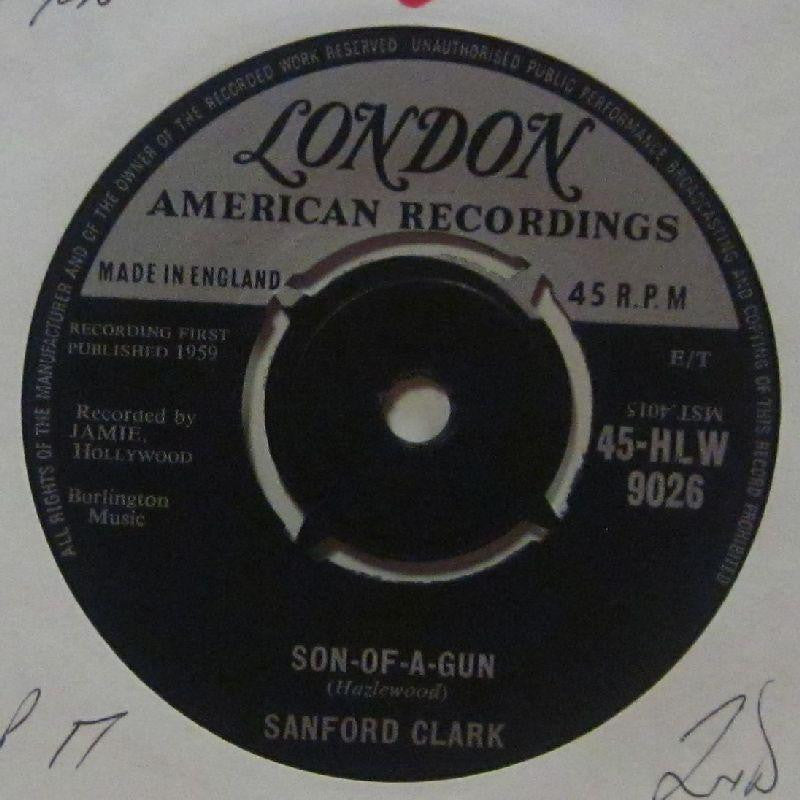 ALL RIGHTS OF THE MANUFACTURER AND OF THE OWNER OF THE RECORDED WORK RESERVED UNAUTHORISED PUBLIC PERFORMANCE BROADCASTING AND COPYING OF THIS RECORD PROHIBITED
LONDON
AMERICAN RECORDINGS
MADE IN ENGLAND
45 R.P.M
RECORDING FIRST
PUBLISHED 1959
E/T
Recorded by
JAMIE,
HOLLYWOOD
MST.4015
45-HLW
9026
Burlington
Music
SON-OF-A-GUN
(Hazlewood)
SANFORD CLARK